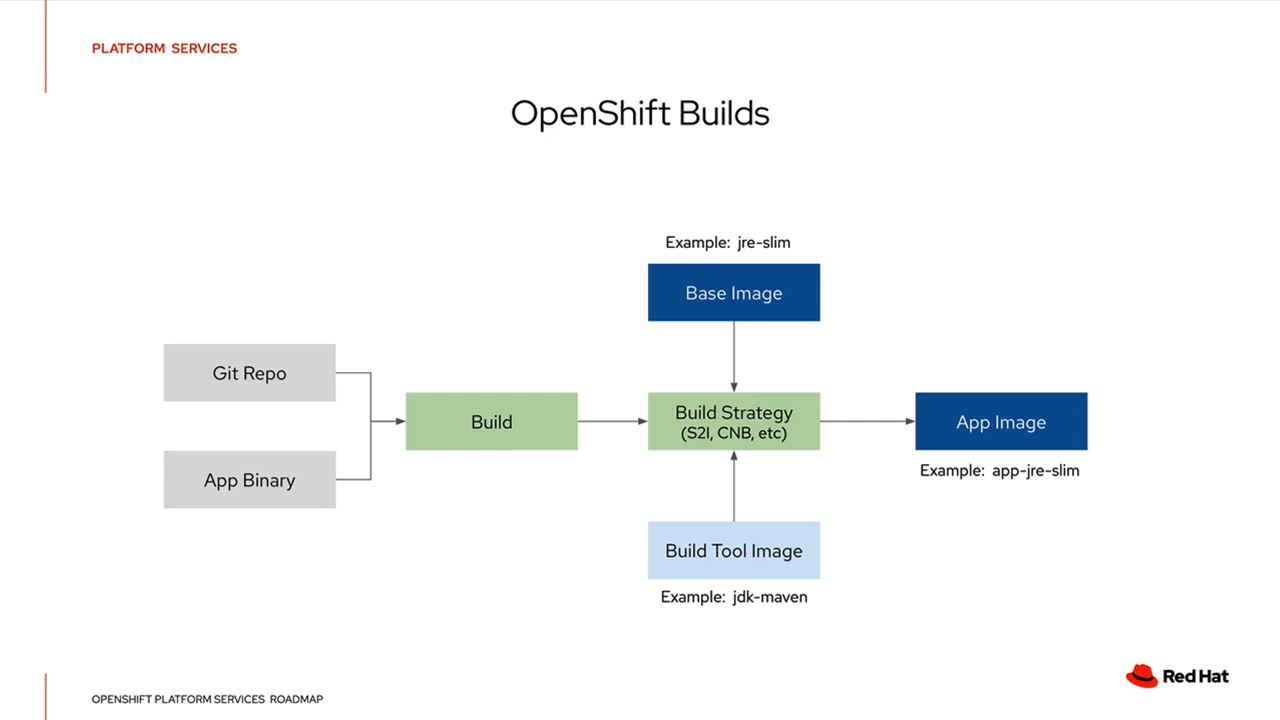 PLATFORM SERVICES
OpenShift Builds
Example: jre-slim
Base Image
Git Repo
Build
Build Strategy
(S2I, CNB, etc)
App Image
Example: app-jre-slim
App Binary
Build Tool Image
Example: jdk-maven
Red Hat
OPENSHIFT PLATFORM SERVICES ROADMAP